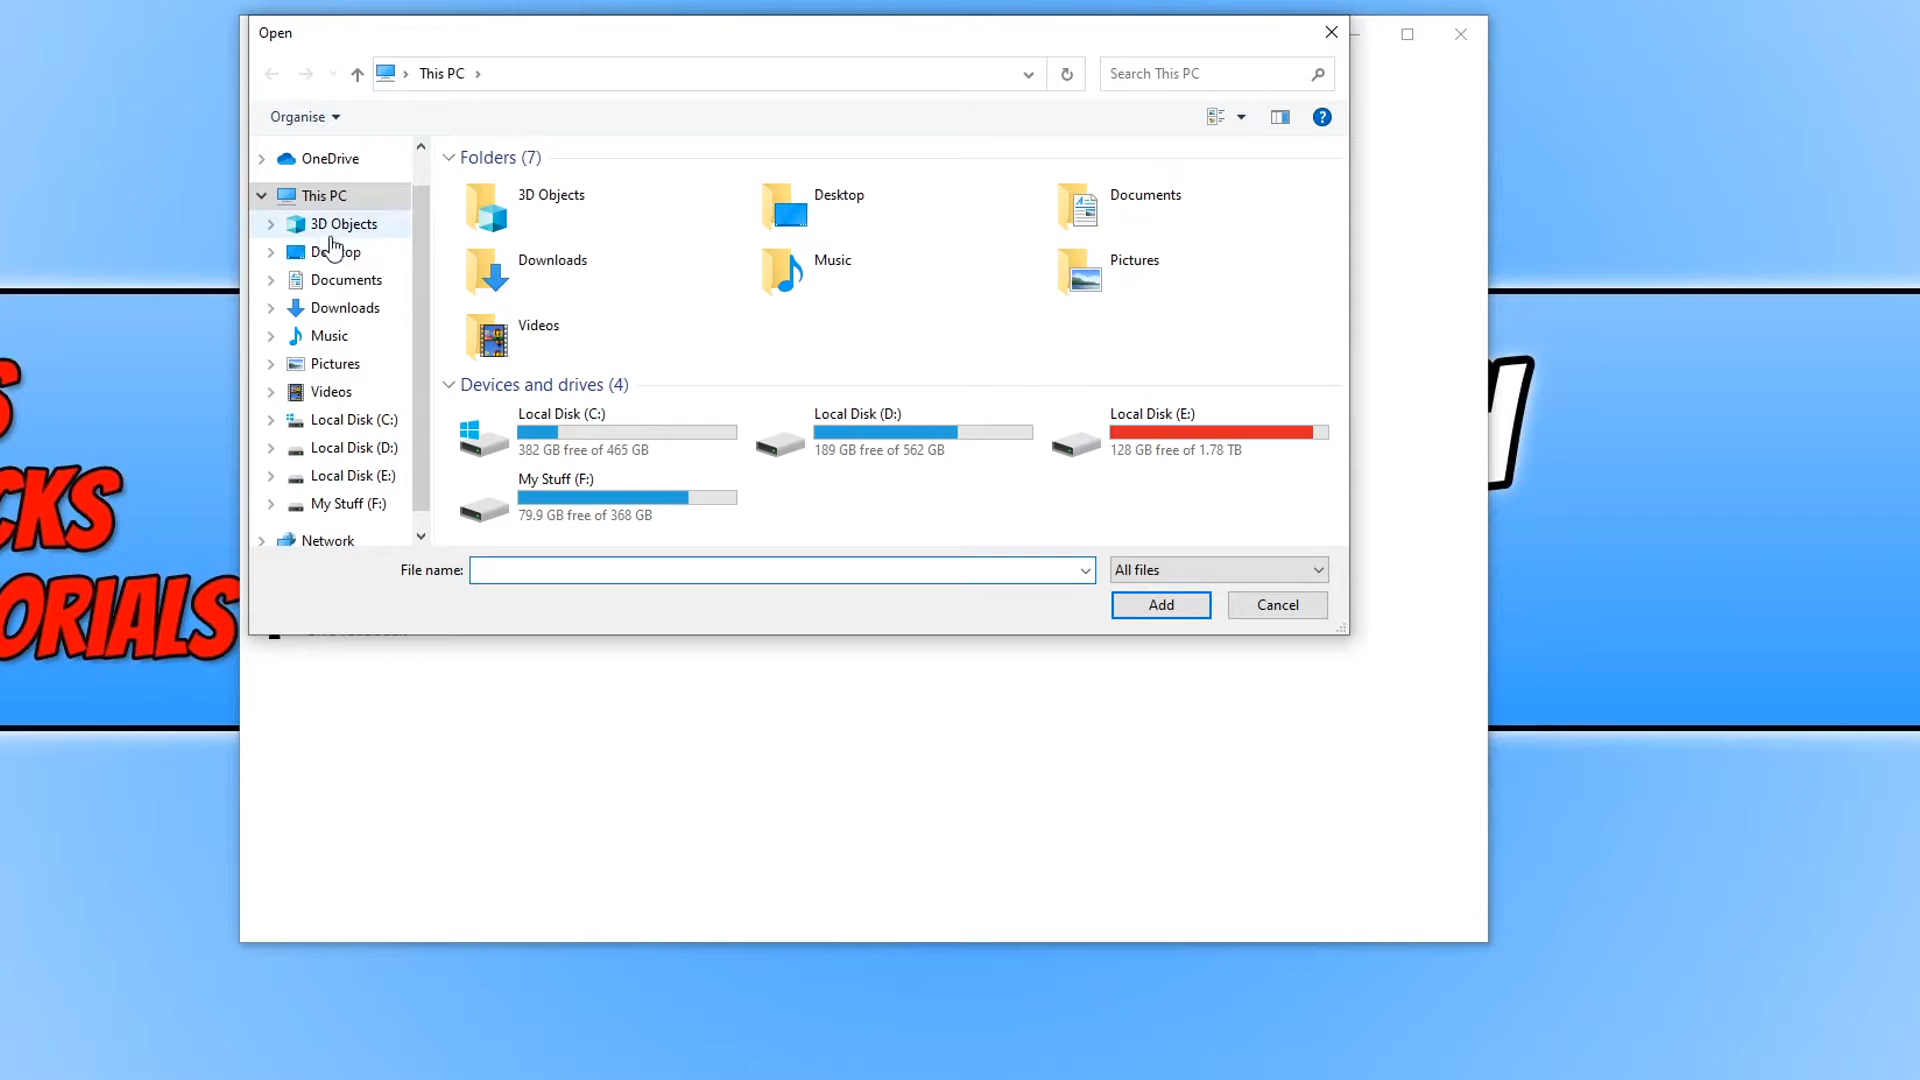 Open
This PC
Search This PC
Organise
OneDrive
This PC
3D Objects
Desktop
Documents
Downloads
Music
Pictures
Videos
Local Disk (C:)
Local Disk (D:)
Local Disk (E:)
My Stuff (F:)
Network
Folders (7)
3D Objects
Desktop
Documents
Downloads
Music
Pictures
Videos
Devices and drives (4)
Local Disk (C:)
382 GB free of 465 GB
Local Disk (D:)
189 GB free of 562 GB
Local Disk (E:)
128 GB free of 1.78 TB
My Stuff (F:)
79.9 GB free of 368 GB
File name:
All files
Add
Cancel
S
CKS
ORIALS